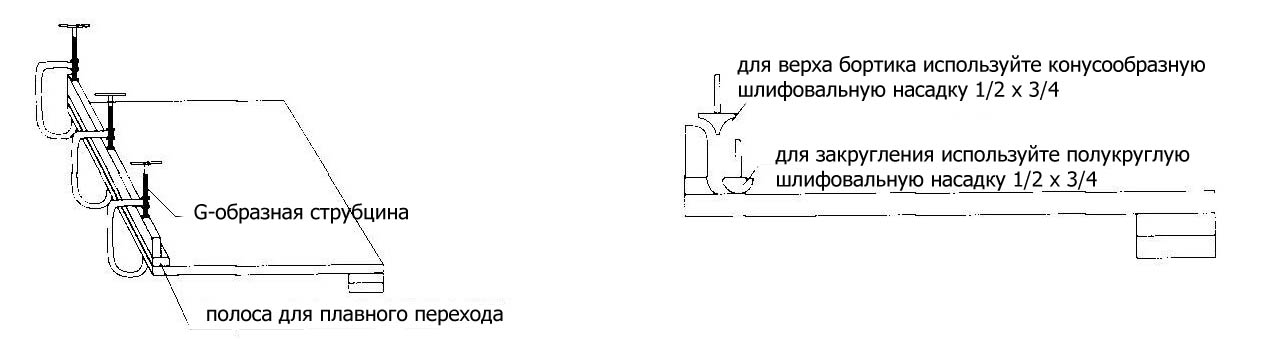 G-образная струбцина
полоса для плавного перехода
для верха бортика используйте конусообразную
шлифовальную насадку 1/2 x 3/4
для закругления используйте полукруглую
шлифовальную насадку 1/2 x 3/4